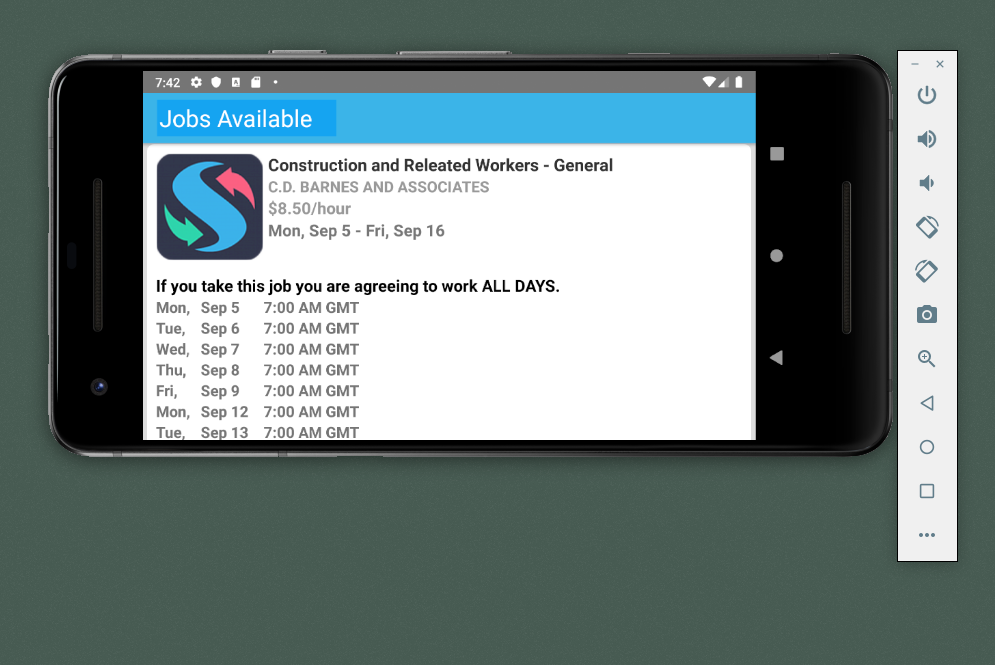 7:42
Jobs Available
Construction and Releated Workers - General
C.D. BARNES AND ASSOCIATES
$8.50/hour
Mon, Sep 5 - Fri, Sep 16
If you take this job you are agreeing to work ALL DAYS.
Mon, Sep 5 7:00 AM GMT
Tue, Sep 6 7:00 AM GMT
Wed, Sep 7 7:00 AM GMT
Thu, Sep 8 7:00 AM GMT
Fri, Sep 9 7:00 AM GMT
Mon, Sep 12 7:00 AM GMT
Tue, Sep 13 7:00 AM GMT